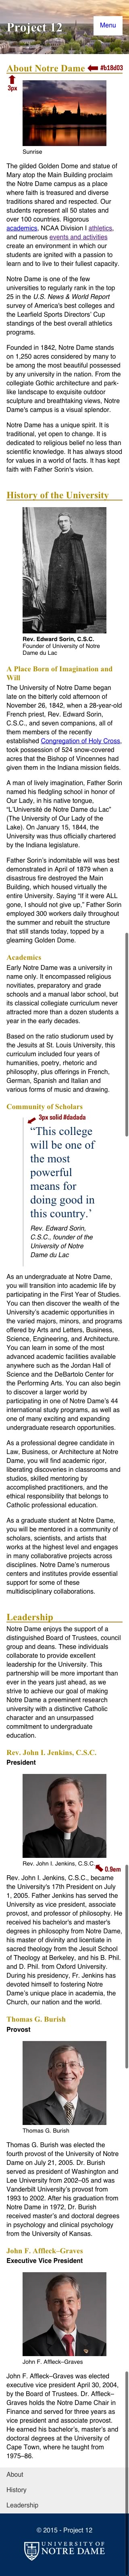 Project 12
Menu
About Notre Dame
#b18d03
3px
Sunrise
The gilded Golden Dome and statue of
Mary atop the Main Building proclaim
the Notre Dame campus as a place
where faith is treasured and diverse
ideas are shared and respected. Our
students represent all 50 states and
over 100 countries. Rigorous
academics, NCAA Division I athletics,
and numerous events and activities
create an environment in which our
students are ignited with a passion to
learn and to live their fullest lives.
Notre Dame is one of the few
universities to regularly rank in the top
25 in the U.S. News & World Report
survey of America's best colleges and
the Learfield Sports Directors' Cup
standings of the best overall athletics
programs.
Founded in 1842, Notre Dame stands
on 1,250 acres considered by many to
be among the most beautifully possessed
by any university in the nation. From the
collegiate Gothic architecture and park-
like landscape to exquisite outdoor
sculpture to breathtaking views, Notre
Dame's campus is a marvel.
Notre Dame has a unique spirit. It is
traditional, yet open to change. It is
dedicated to religious belief no less than
scientific knowledge. It has always stood
for values in a world of facts. It has kept
faith with Father Sorin's vision.
History of the University
Rev. Edward Sorin, C.S.C.
Founder of University of Notre
Dame du Lac
A Place Born of Imagination and
Will
The University of Notre Dame began
late on the bitterly cold afternoon of
November 26, 1842, when a 28-year-old
French priest, Rev. Edward Sorin,
C.S.C., and seven companions, all of
them members of the recently
established Congregation of Holy Cross,
took possession of 524 snow-covered
acres that the Bishop of Vincennes had
given them in the Indiana mission fields.
A man of lively imagination, Father Sorin
named his fledgling school in honor of
Our Lady, in his native tongue,
"L'Université de Notre Dame du Lac"
(The University of Our Lady of the
Lake). On January 15, 1844, the
University was thus officially chartered
by the Indiana legislature.
Father Sorin's indomitable will was best
demonstrated in April of 1879 when a
disastrous fire destroyed the Main
Building, which housed virtually the
entire University. Saying "If it were ALL
gone, I should not give up," Father Sorin
employed 300 workers daily throughout
that summer and built the structure
that still stands today, topped by a
gleaming Golden Dome.
Academics
Early Notre Dame was a university in
name only. It encompassed religious
novitiates, preparatory and grade
schools and a manual labor school, but
its classical collegiate curriculum never
attracted more than a dozen students a
year in the early decades.
Based on the ratio studiorum used by
the Jesuits at St. Louis University, this
curriculum included four years of
humanities, poetry, rhetoric and
philosophy, plus offerings in French,
German, Spanish and Italian and
various forms of music and drawing.
Community of Scholars
3px solid #dadada
"This college
will be one of
the most
powerful
means for
doing good in
this country.'
Rev. Edward Sorin,
C.S.C., founder of the
University of Notre
Dame du Lac
As an undergraduate at Notre Dame,
you will transition into academic life by
participating in the First Year of Studies.
You can then discover the wealth of the
University's academic opportunities in
the varied majors, minors, and programs
offered by Arts and Letters, Business,
Science, Engineering, and Architecture.
You can learn in some of the most
advanced academic facilities available
anywhere such as the Jordan Hall of
Science and the DeBartolo Center for
the Performing Arts. You can also begin
to discover a larger world by
participating in one of Notre Dame's 44
international study programs, as well as
one of many exciting and rewarding
undergraduate research opportunities.
As a professional degree candidate in
Law, Business, or Architecture at Notre
Dame, you will find academic rigor,
liberating discoveries in classrooms and
studios, skilled mentoring by
accomplished practitioners, and the
ethical responsibility that belongs to
Catholic professional education.
As a graduate student at Notre Dame,
you will be mentored in a community of
scholars, scientists, and artists that
works at the highest level and engages
in many collaborative projects across
disciplines. Notre Dame's numerous
centers and institutes provide essential
support for some of these
multidisciplinary collaborations.
Leadership
Notre Dame enjoys the support of a
distinguished Board of Trustees, council
group and deans. These individuals
collaborate to provide excellent
leadership for the University. This
partnership will be even more important than
ever in the years just ahead, as we
strive to achieve our goal of making
Notre Dame a preeminent research
university with a distinctive Catholic
character and an unsurpassed
commitment to undergraduate
education.
Rev. John I. Jenkins, C.S.C.
President
Rev. John I. Jenkins, C.S.C.
0.9em
Rev. John I. Jenkins, C.S.C., became
the University's 17th President on July
1, 2005. Father Jenkins had served the
University as vice president, associate
provost, and professor of philosophy. He
received his bachelor's and master's
degrees in philosophy from Notre Dame,
a master of divinity and licentiate in
sacred theology from the Jesuit School
of Theology at Berkeley, and his B. Phil.
and D. Phil. from Oxford University.
During his presidency, Fr. Jenkins has
devoted himself to fostering Notre
Dame's unique place in academia, the
Church, our nation and the world.
Thomas G. Burish
Provost
Thomas G. Burish
Thomas G. Burish was elected the
fourth provost of the University of Notre
Dame on July 21, 2005. Dr. Burish
served as president of Washington and
Lee University from 2002–05 and was
Vanderbilt University's provost from
1993 to 2002. After his graduation from
Notre Dame in 1972, Dr. Burish
received master's and doctoral degrees
in psychology and clinical psychology
from the University of Kansas.
John F. Affleck–Graves
Executive Vice President
John F. Affleck–Graves
John F. Affleck–Graves was elected
executive vice president April 30, 2004,
by the Board of Trustees. Dr. Affleck–
Graves holds the Notre Dame Chair in
Finance and served for three years as
vice president and associate provost.
He earned his bachelor's, master's and
doctoral degrees at the University of
Cape Town, where he taught from
1975–86.
About
History
Leadership
© 2015 - Project 12
UNIVERSITY OF
NOTRE DAME